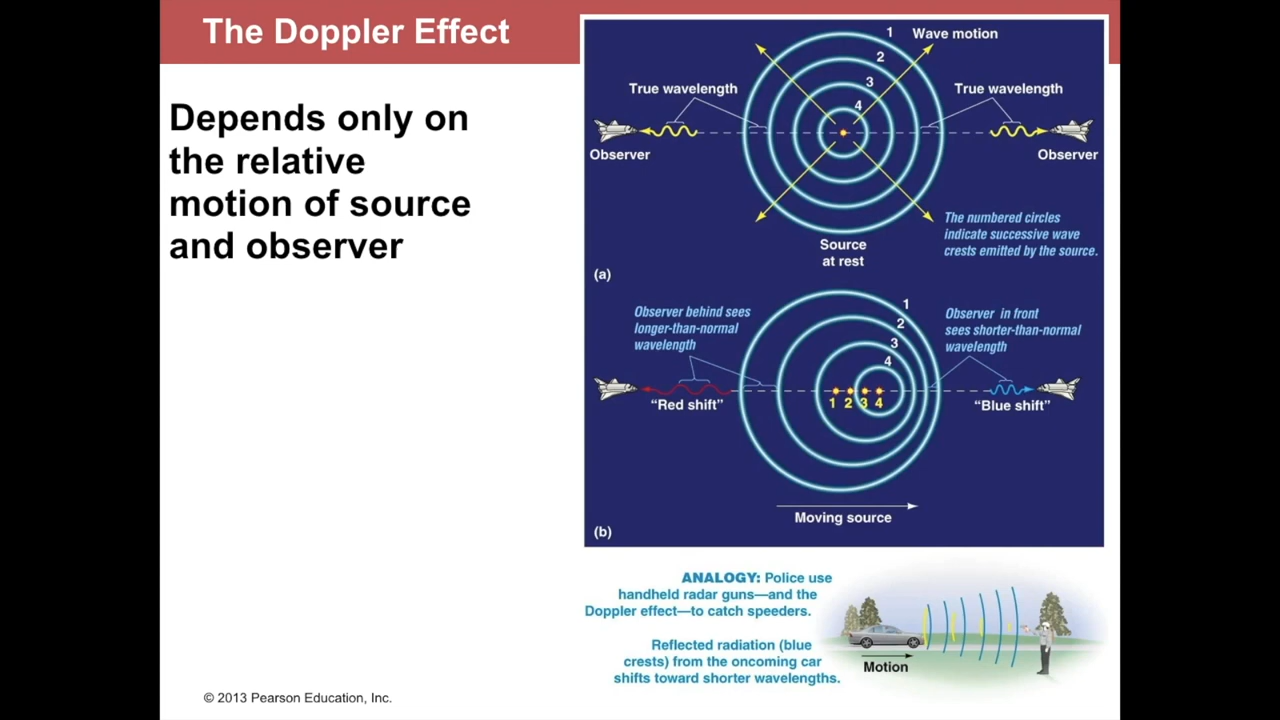 The Doppler Effect
Depends only on
the relative
motion of source
and observer
1
Wave motion
2
3
4
True wavelength
True wavelength
Observer
Observer
The numbered circles
indicate successive wave
crests emitted by the source.
Source
at rest
(a)
Observer behind sees
longer-than-normal
wavelength
1
2
3
4
Observer in front
sees shorter-than-normal
wavelength
1 2 3 4
"Red shift"
"Blue shift"
Moving source
(b)
ANALOGY: Police use
handheld radar guns—and the
Doppler effect—to catch speeders.
Reflected radiation (blue
crests) from the oncoming car
shifts toward shorter wavelengths.
Motion
© 2013 Pearson Education, Inc.